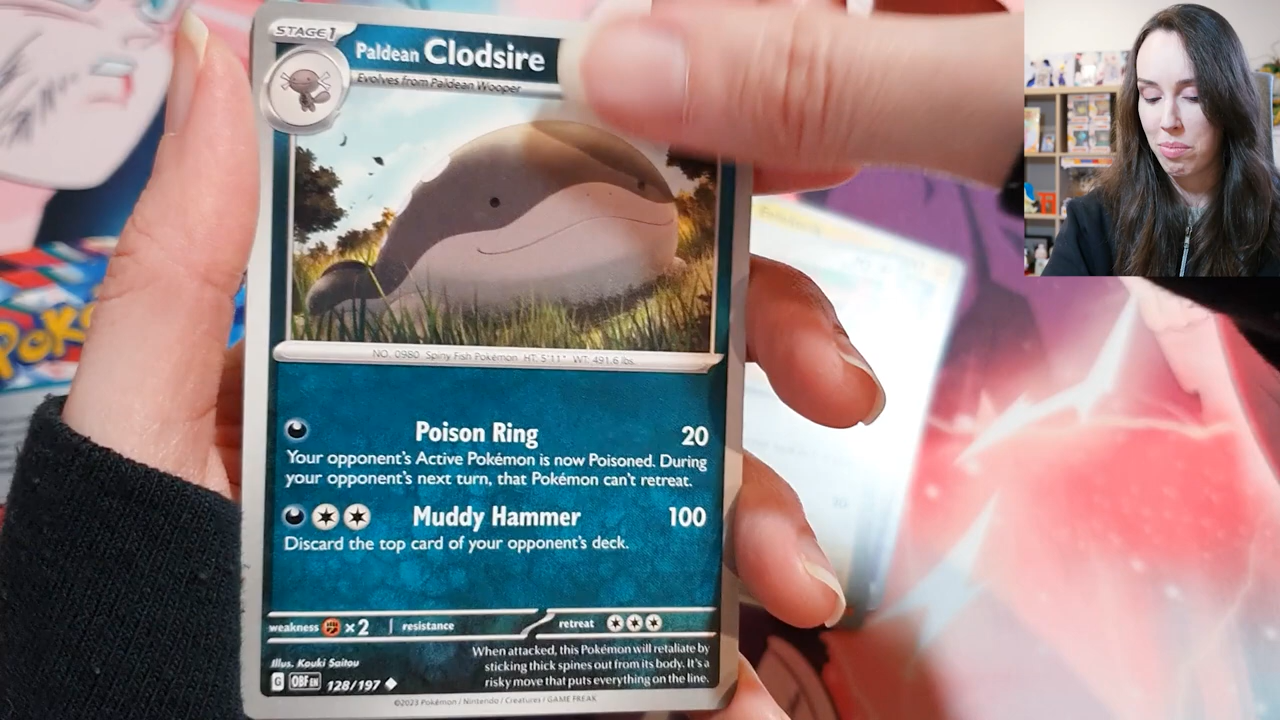 STAGE1
Paldean Clodsire
Evolves from Paldean Wooper
NO. 0980 Spiny Fish Pokémon HT: 5'11" WT: 491.6 lbs.
Poison Ring 20
Your opponent's Active Pokémon is now Poisoned. During
your opponent's next turn, that Pokémon can't retreat.
Muddy Hammer 100
Discard the top card of your opponent's deck.
weakness x2 resistance retreat
When attacked, this Pokémon will retaliate by
sticking thick spines out from its body. It's a
risky move that puts everything on the line.
Illus. Kouki Saitou
G OBF EN 128/197
©2023 Pokémon / Nintendo / Creatures / GAME FREAK
POKé